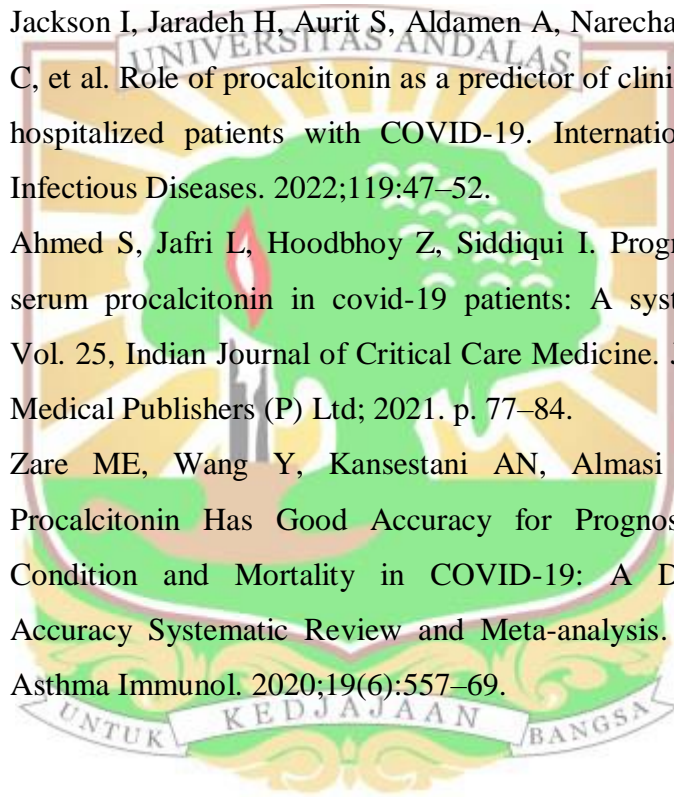 Jackson I, Jaradeh H, Aurit S, Aldamen A, Narecha
UNIVERSITAS ANDALAS
C, et al. Role of procalcitonin as a predictor of clini
hospitalized patients with COVID-19. Internatio
Infectious Diseases. 2022;119:47–52.
Ahmed S, Jafri L, Hoodbhoy Z, Siddiqui I. Progn
serum procalcitonin in covid-19 patients: A syst
Vol. 25, Indian Journal of Critical Care Medicine. J
Medical Publishers (P) Ltd; 2021. p. 77–84.
Zare ME, Wang Y, Kansestani AN, Almasi
Procalcitonin Has Good Accuracy for Prognos
Condition and Mortality in COVID-19: A D
Accuracy Systematic Review and Meta-analysis.
Asthma Immunol. 2020;19(6):557–69.
UNTUK KEDJAJAAN BANGSA